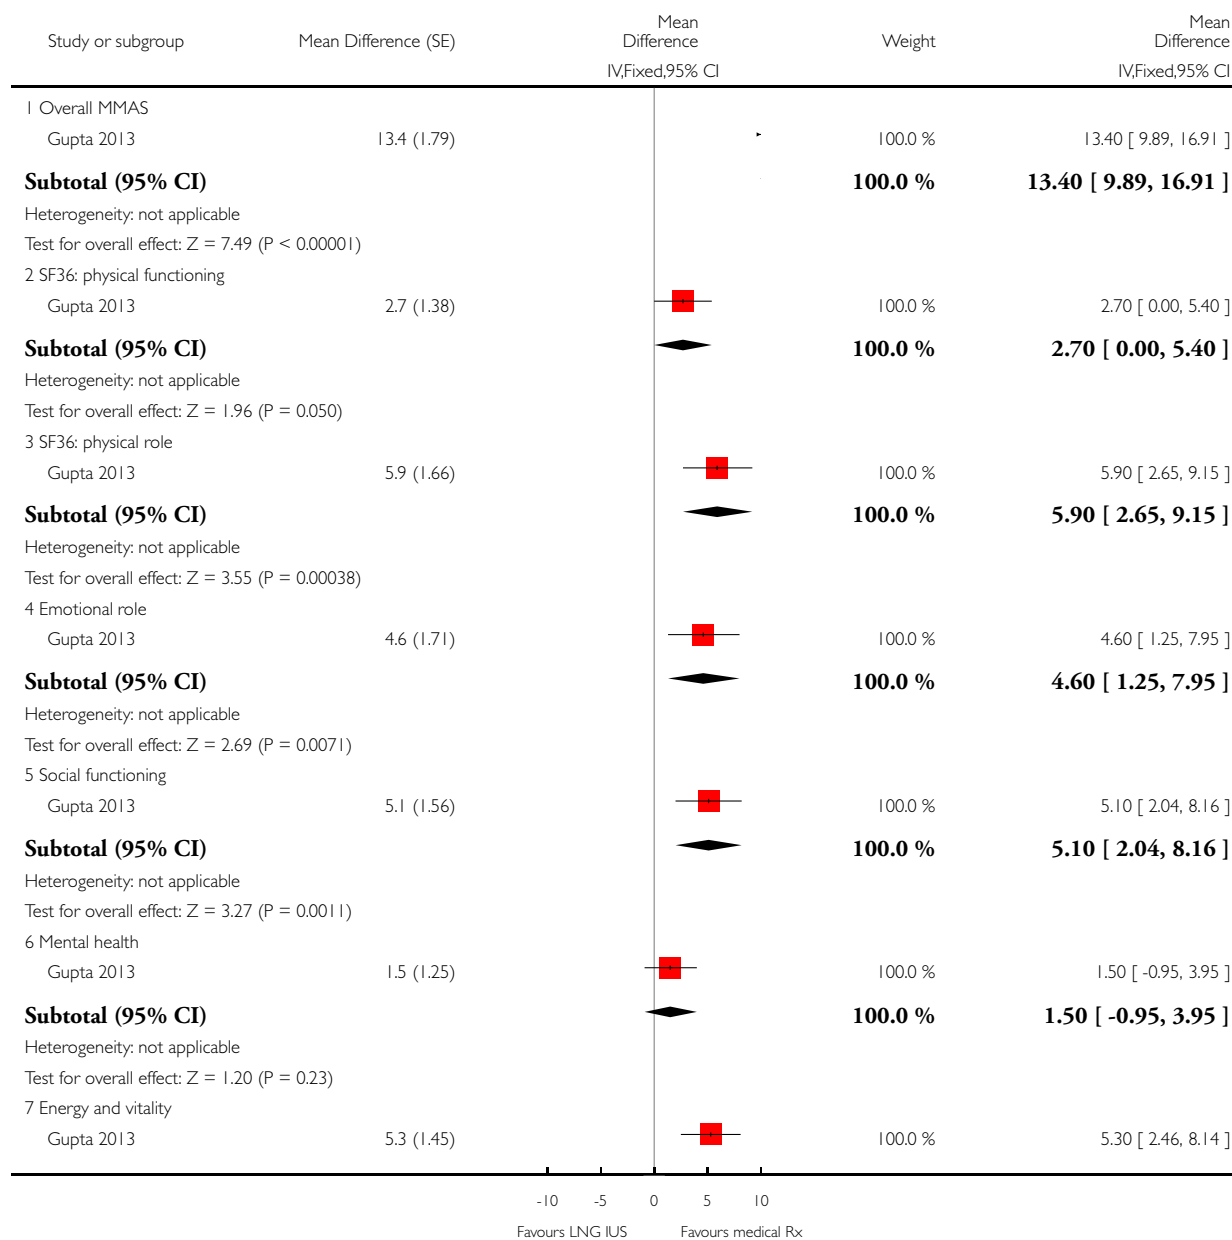 Study or subgroup Mean Difference (SE) Mean Difference Weight Mean Difference
IV,Fixed,95% CI IV,Fixed,95% CI
1 Overall MMAS
Gupta 2013 13.4 (1.79) 100.0 % 13.40 [ 9.89, 16.91 ]
Subtotal (95% CI) 100.0 % 13.40 [ 9.89, 16.91 ]
Heterogeneity: not applicable
Test for overall effect: Z = 7.49 (P < 0.00001)
2 SF36: physical functioning
Gupta 2013 2.7 (1.38) 100.0 % 2.70 [ 0.00, 5.40 ]
Subtotal (95% CI) 100.0 % 2.70 [ 0.00, 5.40 ]
Heterogeneity: not applicable
Test for overall effect: Z = 1.96 (P = 0.050)
3 SF36: physical role
Gupta 2013 5.9 (1.66) 100.0 % 5.90 [ 2.65, 9.15 ]
Subtotal (95% CI) 100.0 % 5.90 [ 2.65, 9.15 ]
Heterogeneity: not applicable
Test for overall effect: Z = 3.55 (P = 0.00038)
4 Emotional role
Gupta 2013 4.6 (1.71) 100.0 % 4.60 [ 1.25, 7.95 ]
Subtotal (95% CI) 100.0 % 4.60 [ 1.25, 7.95 ]
Heterogeneity: not applicable
Test for overall effect: Z = 2.69 (P = 0.0071)
5 Social functioning
Gupta 2013 5.1 (1.56) 100.0 % 5.10 [ 2.04, 8.16 ]
Subtotal (95% CI) 100.0 % 5.10 [ 2.04, 8.16 ]
Heterogeneity: not applicable
Test for overall effect: Z = 3.27 (P = 0.0011)
6 Mental health
Gupta 2013 1.5 (1.25) 100.0 % 1.50 [ -0.95, 3.95 ]
Subtotal (95% CI) 100.0 % 1.50 [ -0.95, 3.95 ]
Heterogeneity: not applicable
Test for overall effect: Z = 1.20 (P = 0.23)
7 Energy and vitality
Gupta 2013 5.3 (1.45) 100.0 % 5.30 [ 2.46, 8.14 ]
-10 -5 0 5 10
Favours LNG IUS Favours medical Rx